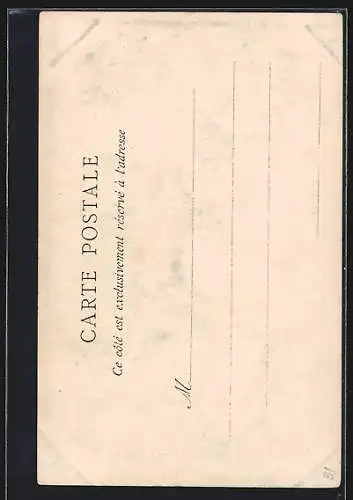 CARTE POSTALE
Ce côté est exclusivement réservé à l'adresse
M